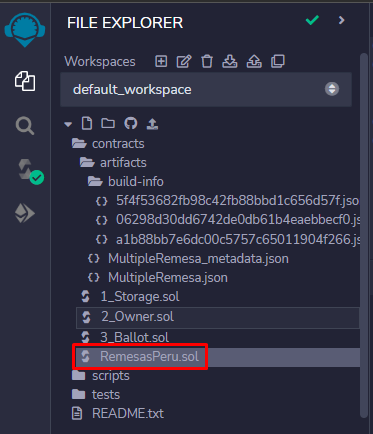 FILE EXPLORER
Workspaces
default_workspace
contracts
artifacts
build-info
5f4f53682fb98c42fb88bbd1c656d57f.jso
06298d30dd6742de0db61b4eaebbecf0.js
a1b88bb7e6dc00c5757c65011904f266.js
MultipleRemesa_metadata.json
MultipleRemesa.json
1_Storage.sol
2_Owner.sol
3_Ballot.sol
RemesasPeru.sol
scripts
tests
README.txt